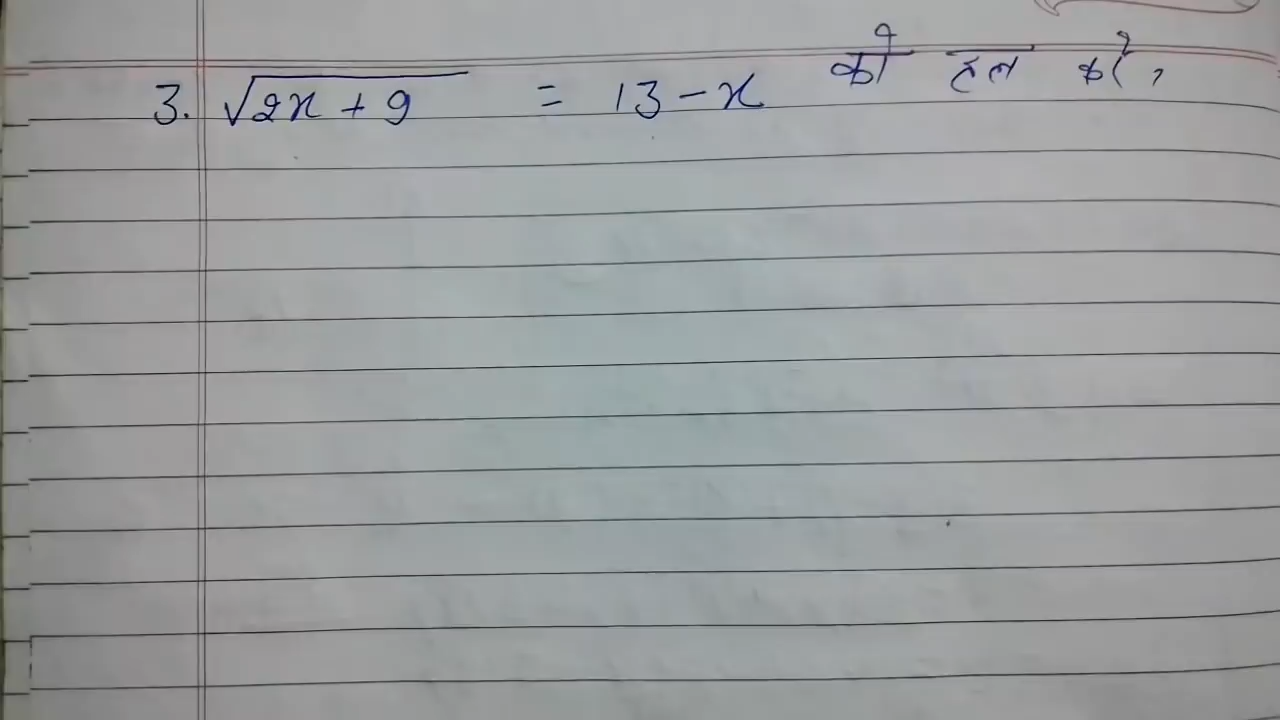 3. √2x + 9 = 13 - x को हल करें,